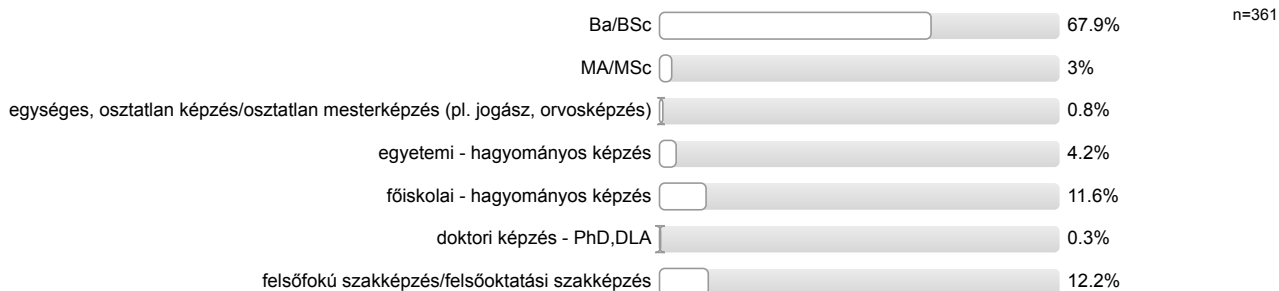 Ba/BSc 67.9% n=361
MA/MSc 3%
egységes, osztatlan képzés/osztatlan mesterképzés (pl. jogász, orvosképzés) 0.8%
egyetemi - hagyományos képzés 4.2%
főiskolai - hagyományos képzés 11.6%
doktori képzés - PhD,DLA 0.3%
felsőfokú szakképzés/felsőoktatási szakképzés 12.2%